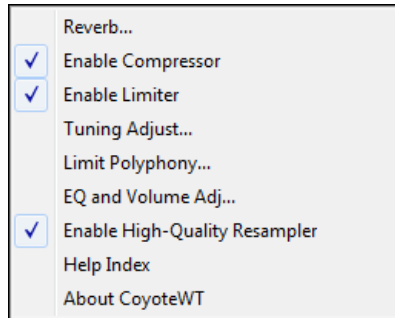 Reverb...
Enable Compressor
Enable Limiter
Tuning Adjust...
Limit Polyphony...
EQ and Volume Adj...
Enable High-Quality Resampler
Help Index
About CoyoteWT